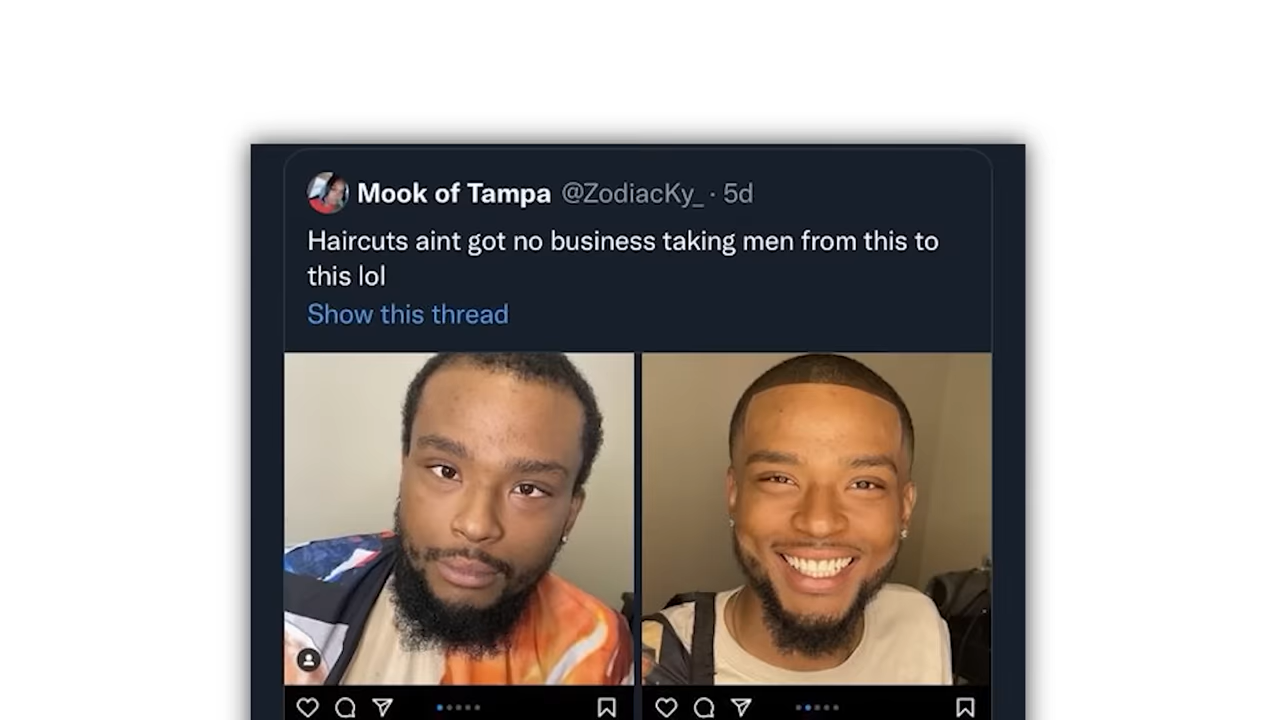 Mook of Tampa @ZodiacKy_ · 5d
Haircuts aint got no business taking men from this to
this lol
Show this thread